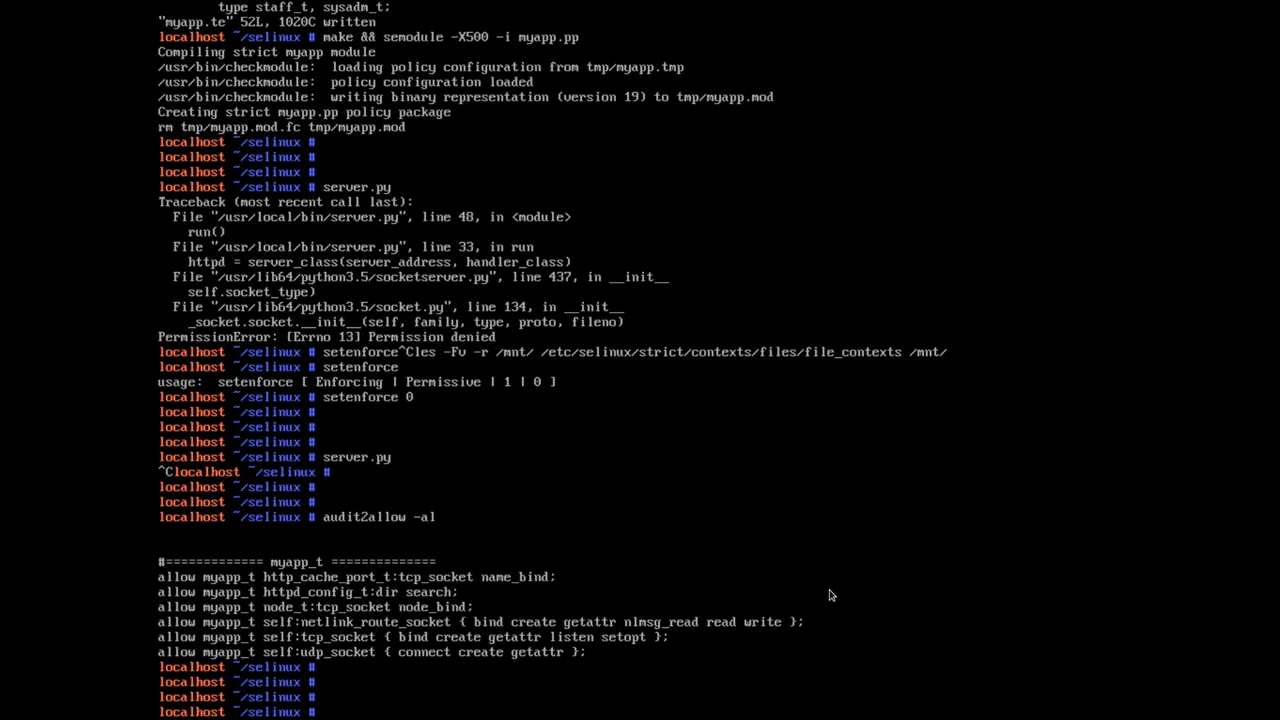 type staff_t, sysadm_t;
"myapp.te" 52L, 1020C written
localhost ~/selinux # make && semodule -X500 -i myapp.pp
Compiling strict myapp module
/usr/bin/checkmodule:  loading policy configuration from tmp/myapp.tmp
/usr/bin/checkmodule:  policy configuration loaded
/usr/bin/checkmodule:  writing binary representation (version 19) to tmp/myapp.mod
Creating strict myapp.pp policy package
rm tmp/myapp.mod.fc tmp/myapp.mod
localhost ~/selinux #
localhost ~/selinux #
localhost ~/selinux #
localhost ~/selinux # server.py
Traceback (most recent call last):
  File "/usr/local/bin/server.py", line 48, in <module>
    run()
  File "/usr/local/bin/server.py", line 33, in run
    httpd = server_class(server_address, handler_class)
  File "/usr/lib64/python3.5/socketserver.py", line 437, in __init__
    self.socket_type)
  File "/usr/lib64/python3.5/socket.py", line 134, in __init__
    _socket.socket.__init__(self, family, type, proto, fileno)
PermissionError: [Errno 13] Permission denied
localhost ~/selinux # setenforce^Cles -Fv -r /mnt/ /etc/selinux/strict/contexts/files/file_contexts /mnt/
localhost ~/selinux # setenforce
usage:  setenforce [ Enforcing | Permissive | 1 | 0 ]
localhost ~/selinux # setenforce 0
localhost ~/selinux #
localhost ~/selinux #
localhost ~/selinux #
localhost ~/selinux # server.py
^Clocalhost ~/selinux #
localhost ~/selinux #
localhost ~/selinux #
localhost ~/selinux # audit2allow -al
#============= myapp_t ==============
allow myapp_t http_cache_port_t:tcp_socket name_bind;
allow myapp_t httpd_config_t:dir search;
allow myapp_t node_t:tcp_socket node_bind;
allow myapp_t self:netlink_route_socket { bind create getattr nlmsg_read read write };
allow myapp_t self:tcp_socket { bind create getattr listen setopt };
allow myapp_t self:udp_socket { connect create getattr };
localhost ~/selinux #
localhost ~/selinux #
localhost ~/selinux #
localhost ~/selinux #